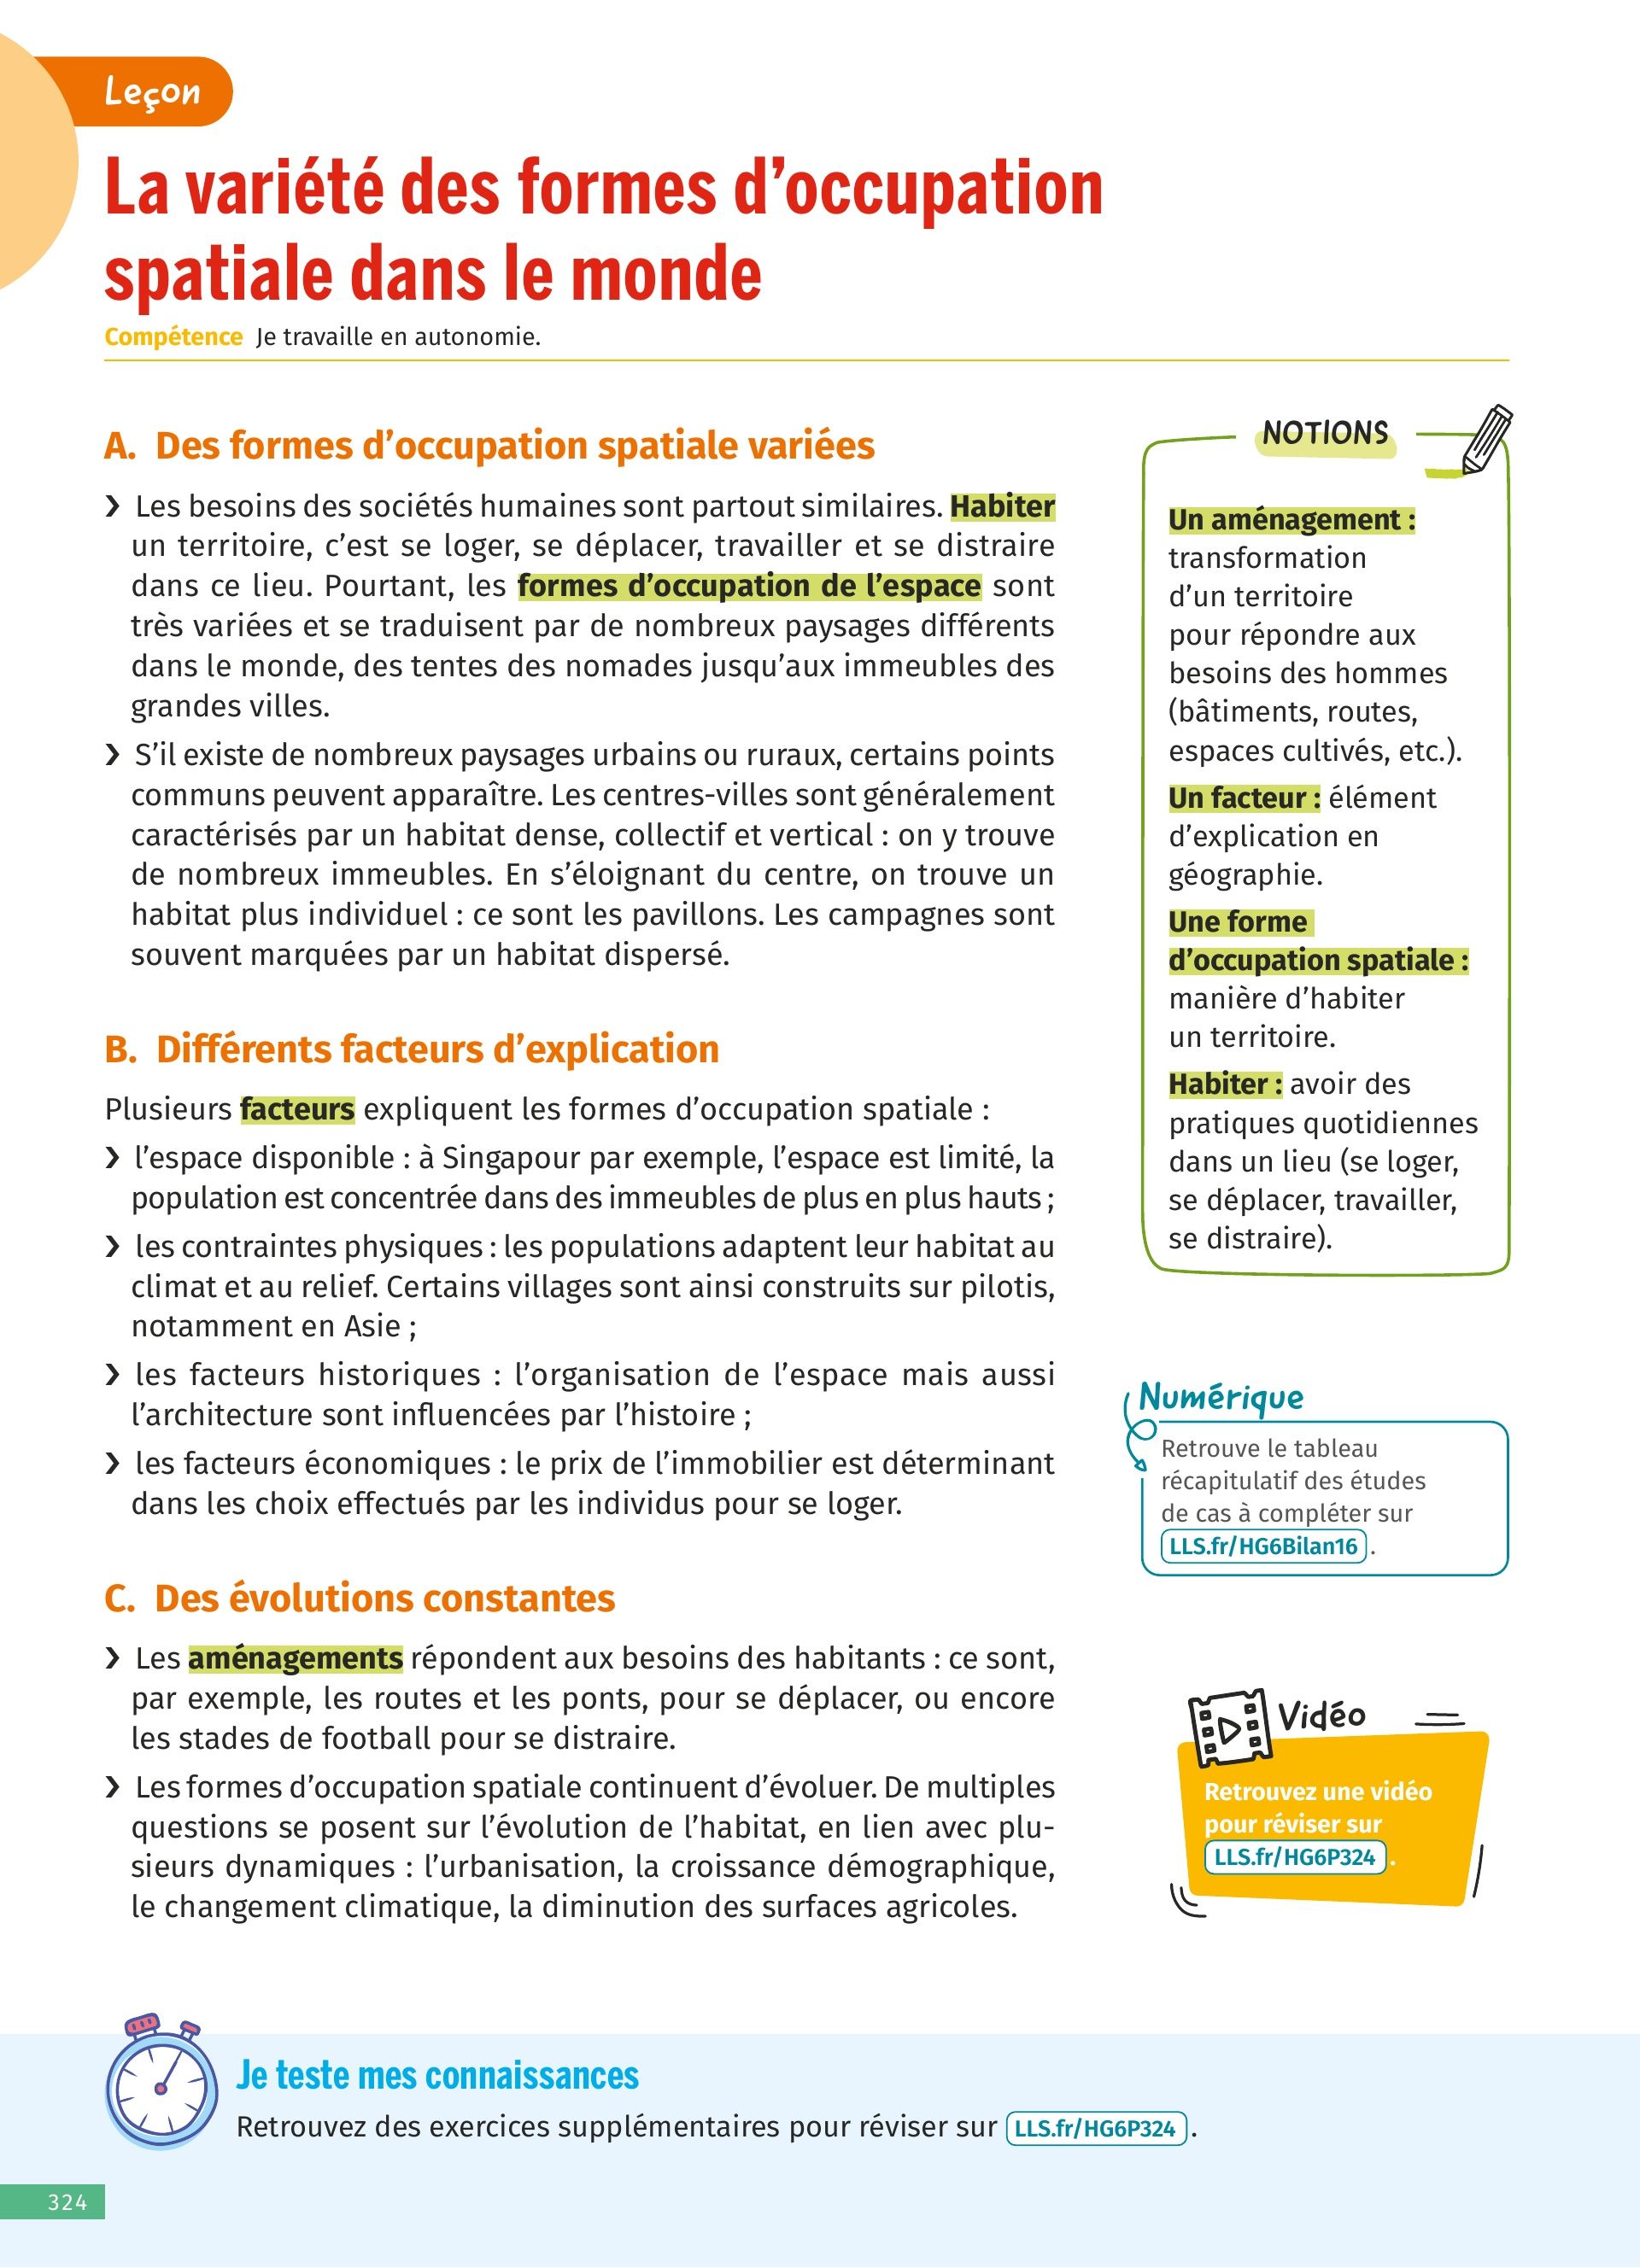 Leçon
La variété des formes d’occupation
spatiale dans le monde
Compétence Je travaille en autonomie.
A. Des formes d’occupation spatiale variées
❯ Les besoins des sociétés humaines sont partout similaires. Habiter
un territoire, c’est se loger, se déplacer, travailler et se distraire
dans ce lieu. Pourtant, les formes d’occupation de l’espace sont
très variées et se traduisent par de nombreux paysages différents
dans le monde, des tentes des nomades jusqu’aux immeubles des
grandes villes.
❯ S’il existe de nombreux paysages urbains ou ruraux, certains points
communs peuvent apparaître. Les centres-villes sont généralement
caractérisés par un habitat dense, collectif et vertical : on y trouve
de nombreux immeubles. En s’éloignant du centre, on trouve un
habitat plus individuel : ce sont les pavillons. Les campagnes sont
souvent marquées par un habitat dispersé.
B. Différents facteurs d’explication
Plusieurs facteurs expliquent les formes d’occupation spatiale :
❯ l’espace disponible : à Singapour par exemple, l’espace est limité, la
population est concentrée dans des immeubles de plus en plus hauts ;
❯ les contraintes physiques : les populations adaptent leur habitat au
climat et au relief. Certains villages sont ainsi construits sur pilotis,
notamment en Asie ;
❯ les facteurs historiques : l’organisation de l’espace mais aussi
l’architecture sont influencées par l’histoire ;
❯ les facteurs économiques : le prix de l’immobilier est déterminant
dans les choix effectués par les individus pour se loger.
C. Des évolutions constantes
❯ Les aménagements répondent aux besoins des habitants : ce sont,
par exemple, les routes et les ponts, pour se déplacer, ou encore
les stades de football pour se distraire.
❯ Les formes d’occupation spatiale continuent d’évoluer. De multiples
questions se posent sur l’évolution de l’habitat, en lien avec plu-
sieurs dynamiques : l’urbanisation, la croissance démographique,
le changement climatique, la diminution des surfaces agricoles.
NOTIONS
Un aménagement :
transformation
d’un territoire
pour répondre aux
besoins des hommes
(bâtiments, routes,
espaces cultivés, etc.).
Un facteur : élément
d’explication en
géographie.
Une forme
d’occupation spatiale :
manière d’habiter
un territoire.
Habiter : avoir des
pratiques quotidiennes
dans un lieu (se loger,
se déplacer, travailler,
se distraire).
Numérique
Retrouve le tableau
récapitulatif des études
de cas à compléter sur
LLS.fr/HG6Bilan16 .
Vidéo
Retrouvez une vidéo
pour réviser sur
LLS.fr/HG6P324 .
Je teste mes connaissances
Retrouvez des exercices supplémentaires pour réviser sur LLS.fr/HG6P324 .
324